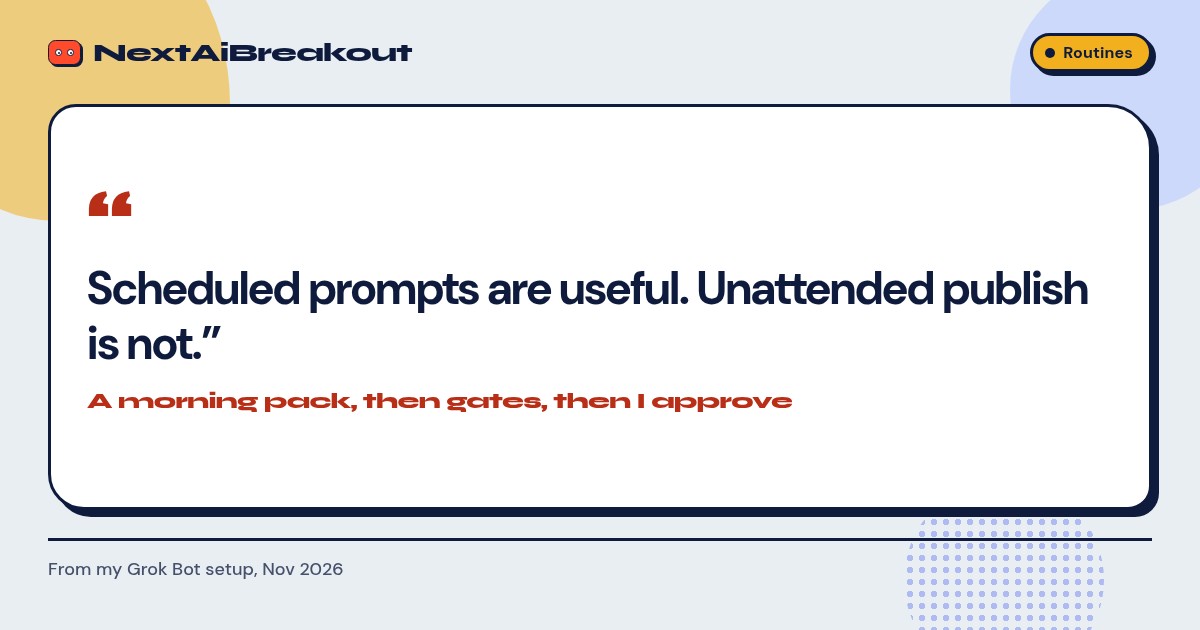 NextAiBreakout
Routines
“
Scheduled prompts are useful. Unattended publish
is not.”
A morning pack, then gates, then I approve
From my Grok Bot setup, Nov 2026